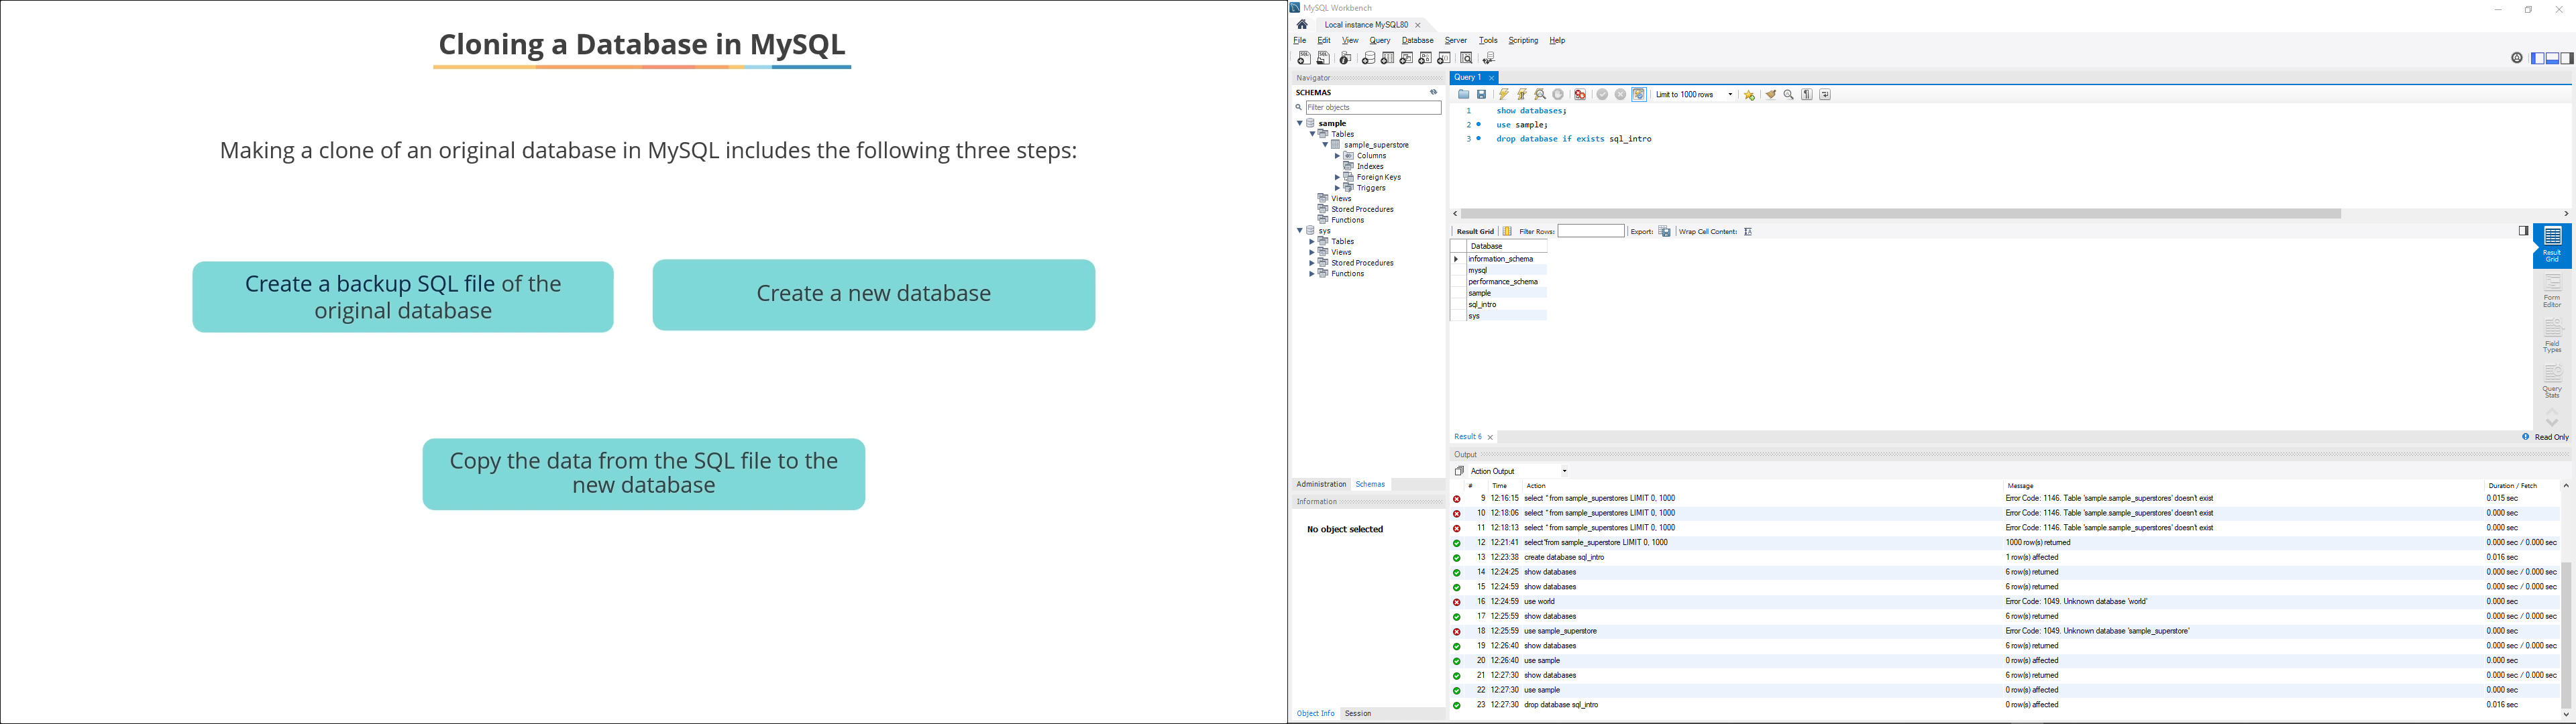 Cloning a Database in MySQL
Making a clone of an original database in MySQL includes the following three steps:
Create a backup SQL file of the
original database
Create a new database
Copy the data from the SQL file to the
new database
MySQL Workbench
Local instance MySQL80
File Edit View Query Database Server Tools Scripting Help
Navigator
SCHEMAS
Filter objects
sample
Tables
sample_superstore
Columns
Indexes
Foreign Keys
Triggers
Views
Stored Procedures
Functions
sys
Tables
Views
Stored Procedures
Functions
Administration Schemas
Information
No object selected
Object Info Session
Query 1
Limit to 1000 rows
1 show databases;
2 use sample;
3 drop database if exists sql_intro
Result Grid Filter Rows: Export: Wrap Cell Content:
Database
information_schema
mysql
performance_schema
sample
sql_intro
sys
Result
Grid
Form
Editor
Field
Types
Query
Stats
Result 6
Read Only
Output
Action Output
# Time Action Message Duration / Fetch
9 12:16:15 select * from sample_superstores LIMIT 0, 1000 Error Code: 1146. Table 'sample.sample_superstores' doesn't exist 0.015 sec
10 12:18:06 select * from sample_superstores LIMIT 0, 1000 Error Code: 1146. Table 'sample.sample_superstores' doesn't exist 0.000 sec
11 12:18:13 select * from sample_superstores LIMIT 0, 1000 Error Code: 1146. Table 'sample.sample_superstores' doesn't exist 0.000 sec
12 12:21:41 select*from sample_superstore LIMIT 0, 1000 1000 row(s) returned 0.000 sec / 0.000 sec
13 12:23:38 create database sql_intro 1 row(s) affected 0.016 sec
14 12:24:25 show databases 6 row(s) returned 0.000 sec / 0.000 sec
15 12:24:59 show databases 6 row(s) returned 0.000 sec / 0.000 sec
16 12:24:59 use world Error Code: 1049. Unknown database 'world' 0.000 sec
17 12:25:59 show databases 6 row(s) returned 0.000 sec / 0.000 sec
18 12:25:59 use sample_superstore Error Code: 1049. Unknown database 'sample_superstore' 0.000 sec
19 12:26:40 show databases 6 row(s) returned 0.000 sec / 0.000 sec
20 12:26:40 use sample 0 row(s) affected 0.000 sec
21 12:27:30 show databases 6 row(s) returned 0.000 sec / 0.000 sec
22 12:27:30 use sample 0 row(s) affected 0.000 sec
23 12:27:30 drop database sql_intro 0 row(s) affected 0.016 sec